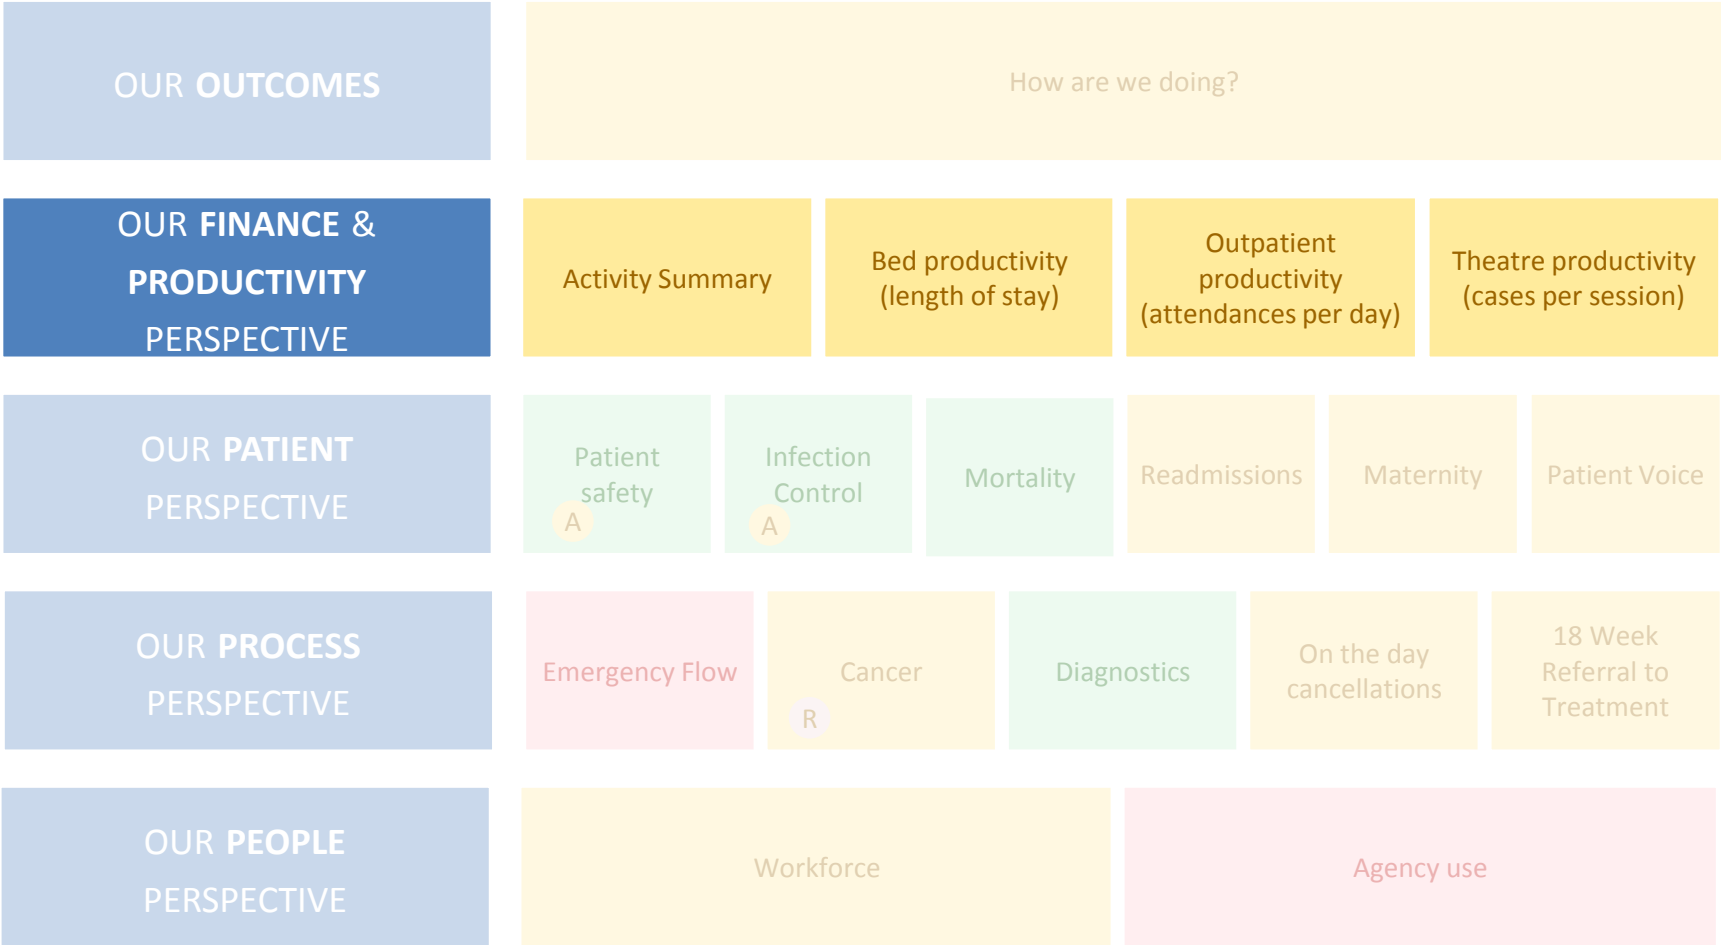 OUR OUTCOMES
How are we doing?
OUR FINANCE &
PRODUCTIVITY
PERSPECTIVE
Activity Summary
Bed productivity
(length of stay)
Outpatient
productivity
(attendances per day)
Theatre productivity
(cases per session)
OUR PATIENT
PERSPECTIVE
Patient
safety
A
Infection
Control
A
Mortality
Readmissions
Maternity
Patient Voice
OUR PROCESS
PERSPECTIVE
Emergency Flow
Cancer
R
Diagnostics
On the day
cancellations
18 Week
Referral to
Treatment
OUR PEOPLE
PERSPECTIVE
Workforce
Agency use